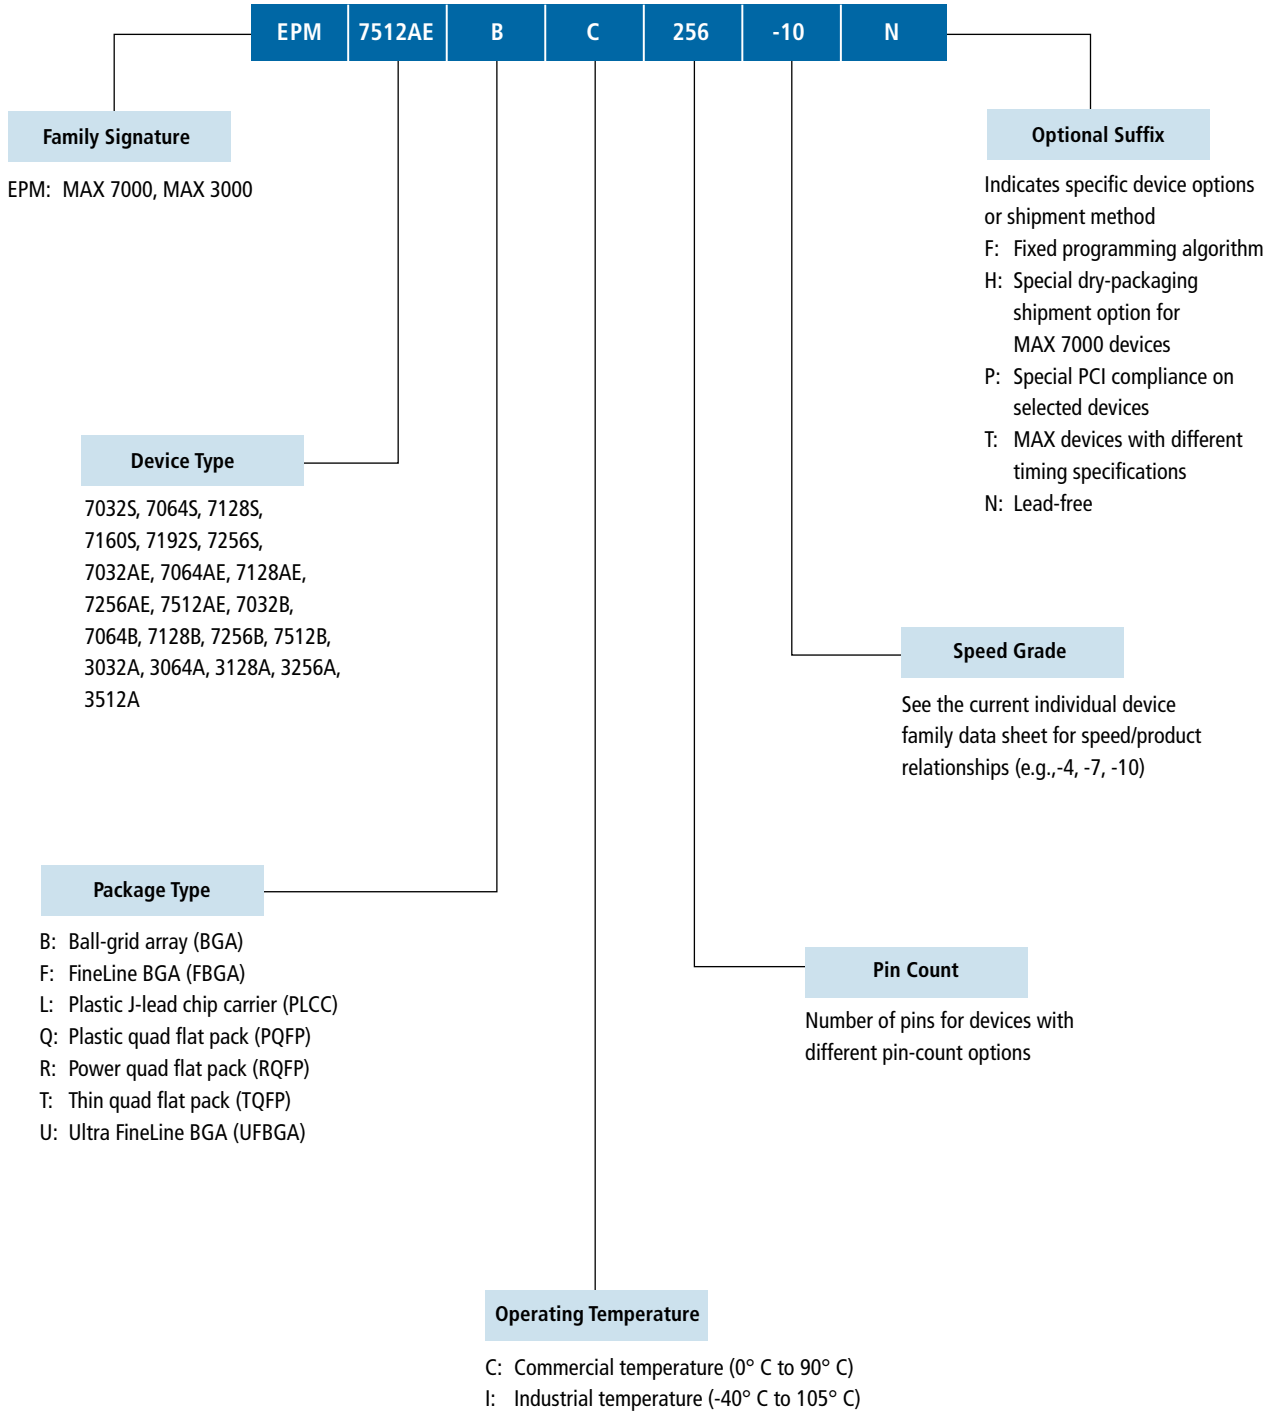 EPM 7512AE B C 256 -10 N
Family Signature
EPM: MAX 7000, MAX 3000
Optional Suffix
Indicates specific device options
or shipment method
F: Fixed programming algorithm
H: Special dry-packaging
shipment option for
MAX 7000 devices
P: Special PCI compliance on
selected devices
T: MAX devices with different
timing specifications
N: Lead-free
Device Type
7032S, 7064S, 7128S,
7160S, 7192S, 7256S,
7032AE, 7064AE, 7128AE,
7256AE, 7512AE, 7032B,
7064B, 7128B, 7256B, 7512B,
3032A, 3064A, 3128A, 3256A,
3512A
Speed Grade
See the current individual device
family data sheet for speed/product
relationships (e.g.,-4, -7, -10)
Package Type
B: Ball-grid array (BGA)
F: FineLine BGA (FBGA)
L: Plastic J-lead chip carrier (PLCC)
Q: Plastic quad flat pack (PQFP)
R: Power quad flat pack (RQFP)
T: Thin quad flat pack (TQFP)
U: Ultra FineLine BGA (UFBGA)
Pin Count
Number of pins for devices with
different pin-count options
Operating Temperature
C: Commercial temperature (0° C to 90° C)
I: Industrial temperature (-40° C to 105° C)